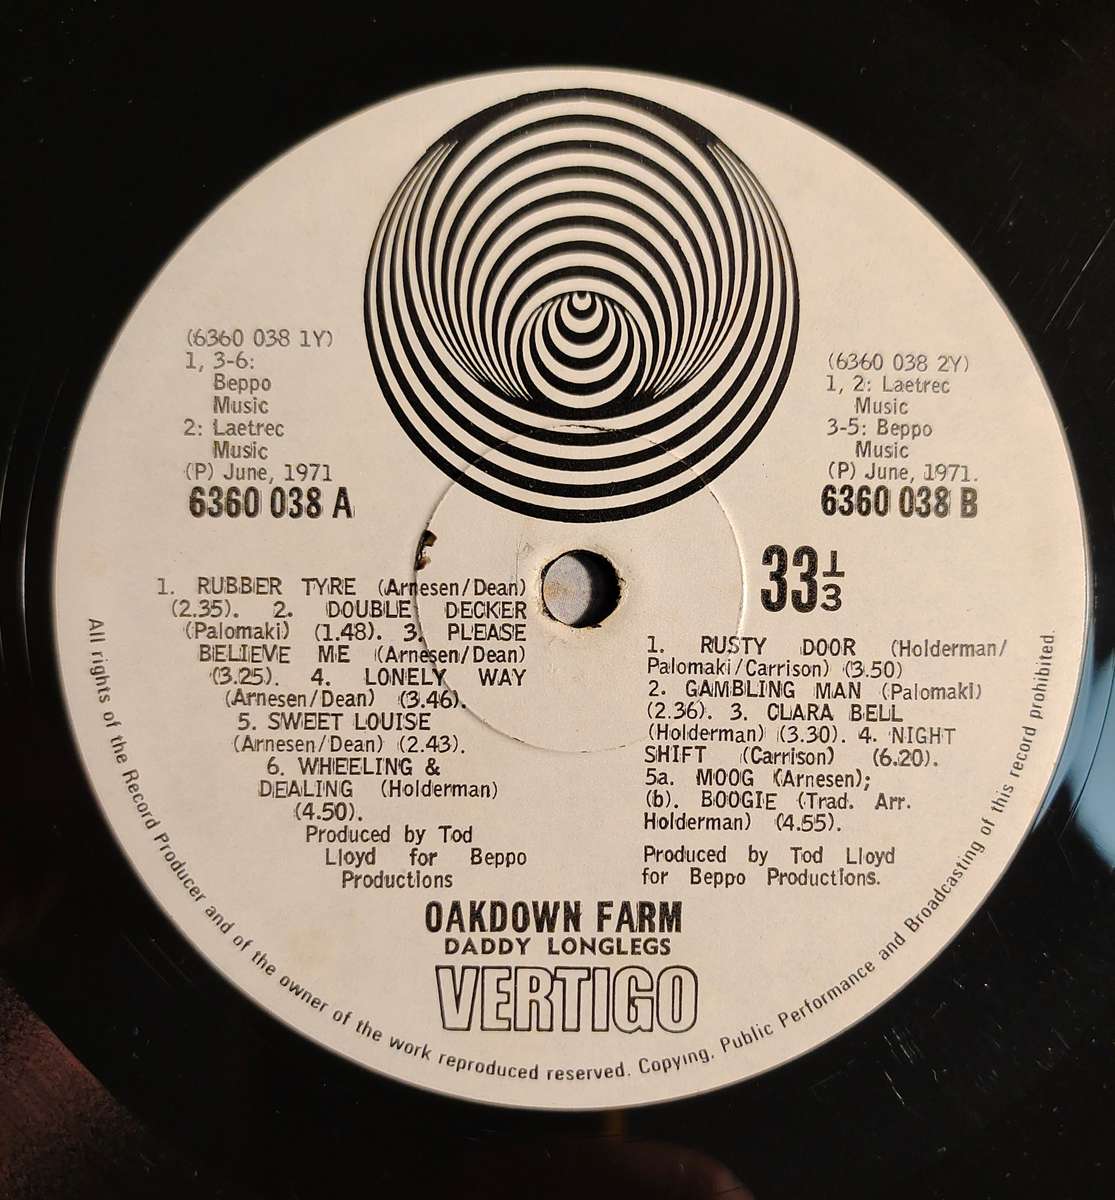 (6360 038 1Y)
1, 3-6:
Beppo
Music
2: Laetrec
Music
(P) June, 1971
6360 038 A
(6360 038 2Y)
1, 2: Laetrec
Music
3-5: Beppo
Music
(P) June, 1971.
6360 038 B
33 1/3
1. RUBBER TYRE (Arnesen/Dean)
(2.35). 2. DOUBLE DECKER
(Palomaki) (1.48). 3. PLEASE
BELIEVE ME (Arnesen/Dean)
(3.25). 4. LONELY WAY
(Arnesen/Dean) (3.46).
5. SWEET LOUISE
(Arnesen/Dean) (2.43).
6. WHEELING &
DEALING (Holderman)
(4.50).
Produced by Tod
Lloyd for Beppo
Productions
1. RUSTY DOOR (Holderman/
Palomaki/Carrison) (3.50)
2. GAMBLING MAN (Palomaki)
(2.36). 3. CLARA BELL
(Holderman) (3.30). 4. NIGHT
SHIFT (Carrison) (6.20).
5a. MOOG (Arnesen);
(b). BOOGIE (Trad. Arr.
Holderman) (4.55).
Produced by Tod Lloyd
for Beppo Productions.
OAKDOWN FARM
DADDY LONGLEGS
VERTIGO
All rights of the Record Producer and of the owner of the work reproduced reserved. Copying, Public Performance and Broadcasting of this record prohibited.